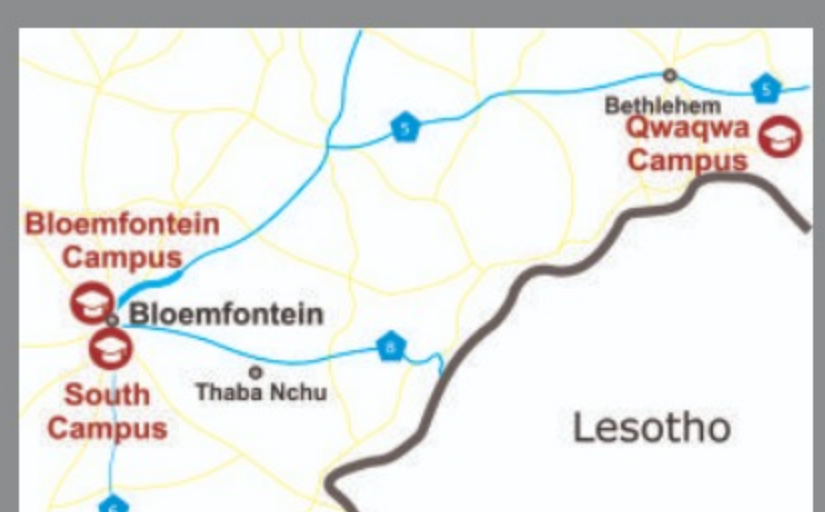 5
Bethlehem
5
Qwaqwa
Campus
Bloemfontein
Campus
Bloemfontein
8
Thaba Nchu
South
Campus
Lesotho